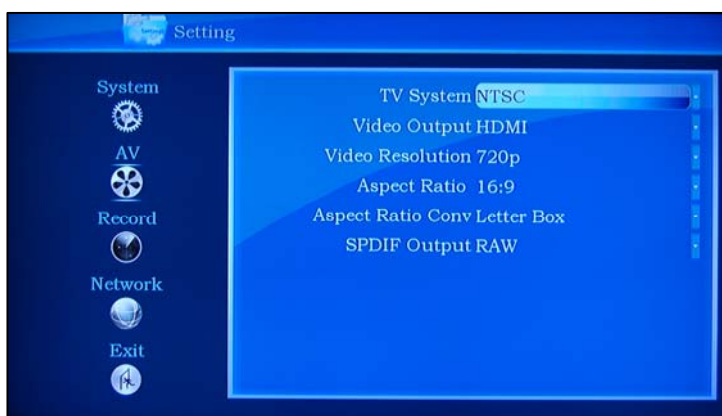 Setting
System
AV
Record
Network
Exit
TV System NTSC
Video Output HDMI
Video Resolution 720p
Aspect Ratio 16:9
Aspect Ratio Conv Letter Box
SPDIF Output RAW